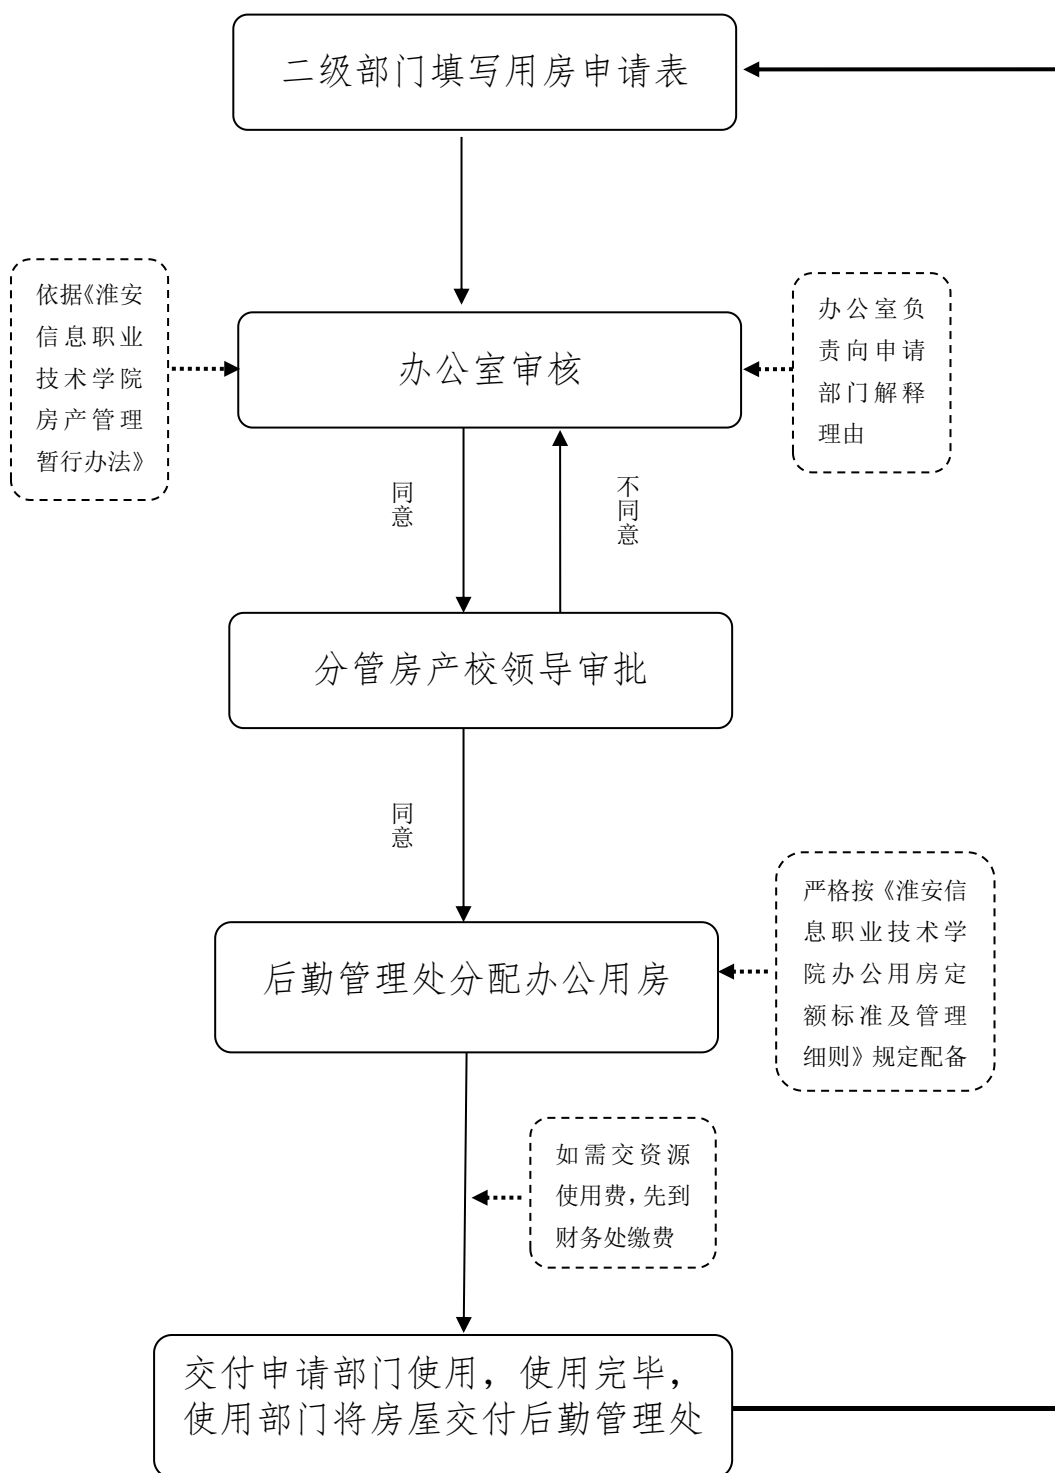 二级部门填写用房申请表
依据《淮安
信息职业
技术学院
房产管理
暂行办法》
办公室审核
办公室负
责向申请
部门解释
理由
同意
不同意
分管房产校领导审批
同意
后勤管理处分配办公用房
严格按《淮安信
息职业技术学
院办公用房定
额标准及管理
细则》规定配备
如需交资源
使用费，先到
财务处缴费
交付申请部门使用，使用完毕，
使用部门将房屋交付后勤管理处